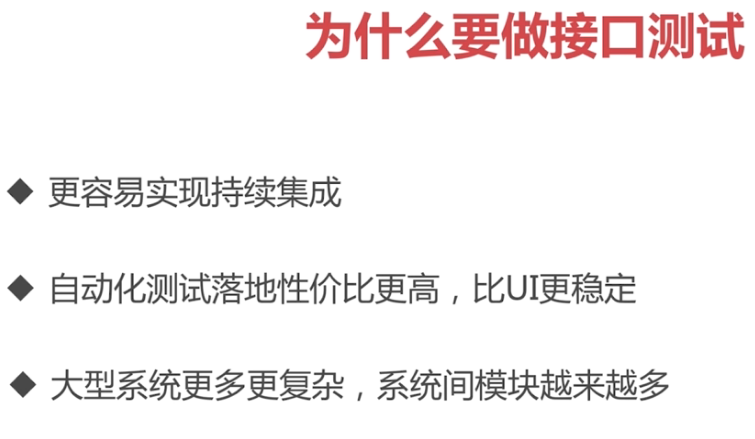 为什么要做接口测试
◆ 更容易实现持续集成
◆ 自动化测试落地性价比更高，比UI更稳定
◆ 大型系统更多更复杂，系统间模块越来越多